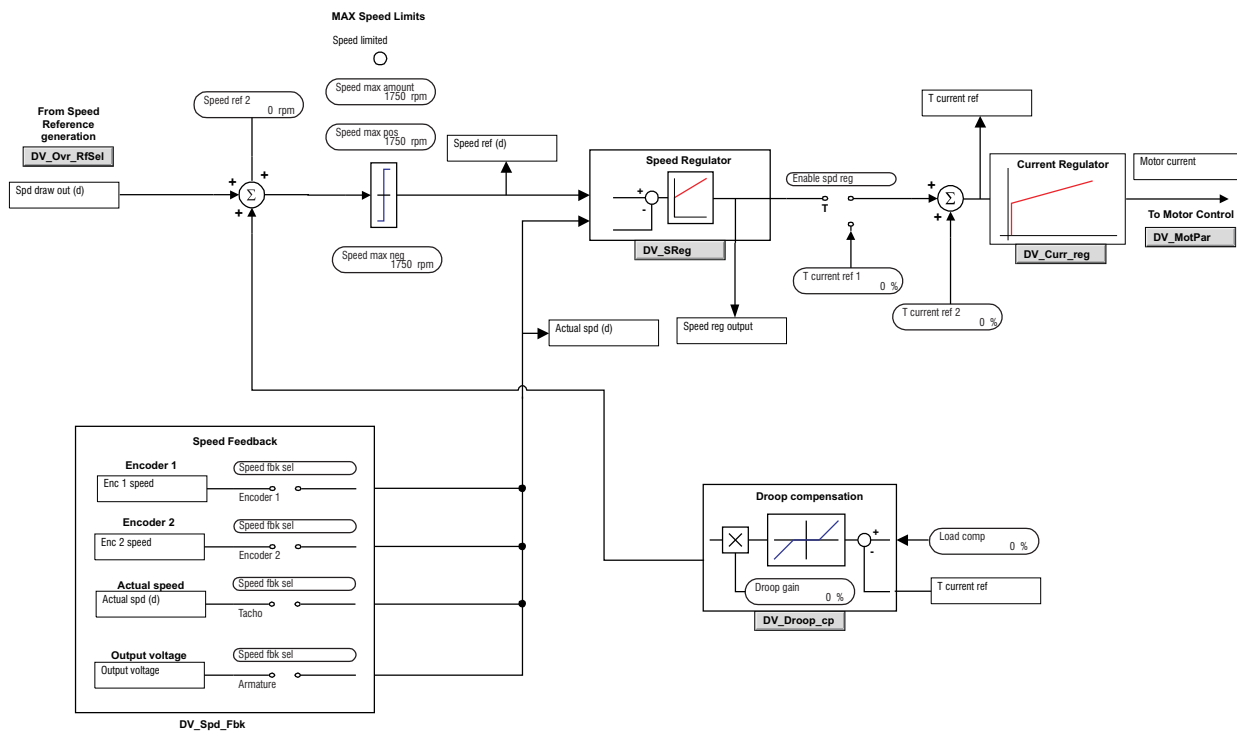 MAX Speed Limits
Speed limited
Speed max amount
1750 rpm
Speed ref 2
0 rpm
From Speed
Reference
generation
DV_Ovr_RfSel
Spd draw out (d)
+
+
+
Σ
Speed max pos
1750 rpm
Speed max neg
1750 rpm
Speed ref (d)
Speed Regulator
+
-
DV_SReg
Enable spd reg
T
T current ref 1
0 %
+
+
Σ
T current ref 2
0 %
T current ref
Current Regulator
DV_Curr_reg
Motor current
To Motor Control
DV_MotPar
Actual spd (d)
Speed reg output
Speed Feedback
Encoder 1
Speed fbk sel
Enc 1 speed
Encoder 1
Encoder 2
Speed fbk sel
Enc 2 speed
Encoder 2
Actual speed
Speed fbk sel
Actual spd (d)
Tacho
Output voltage
Speed fbk sel
Output voltage
Armature
DV_Spd_Fbk
Droop compensation
+
-
Load comp
0 %
Droop gain
0 %
T current ref
DV_Droop_cp